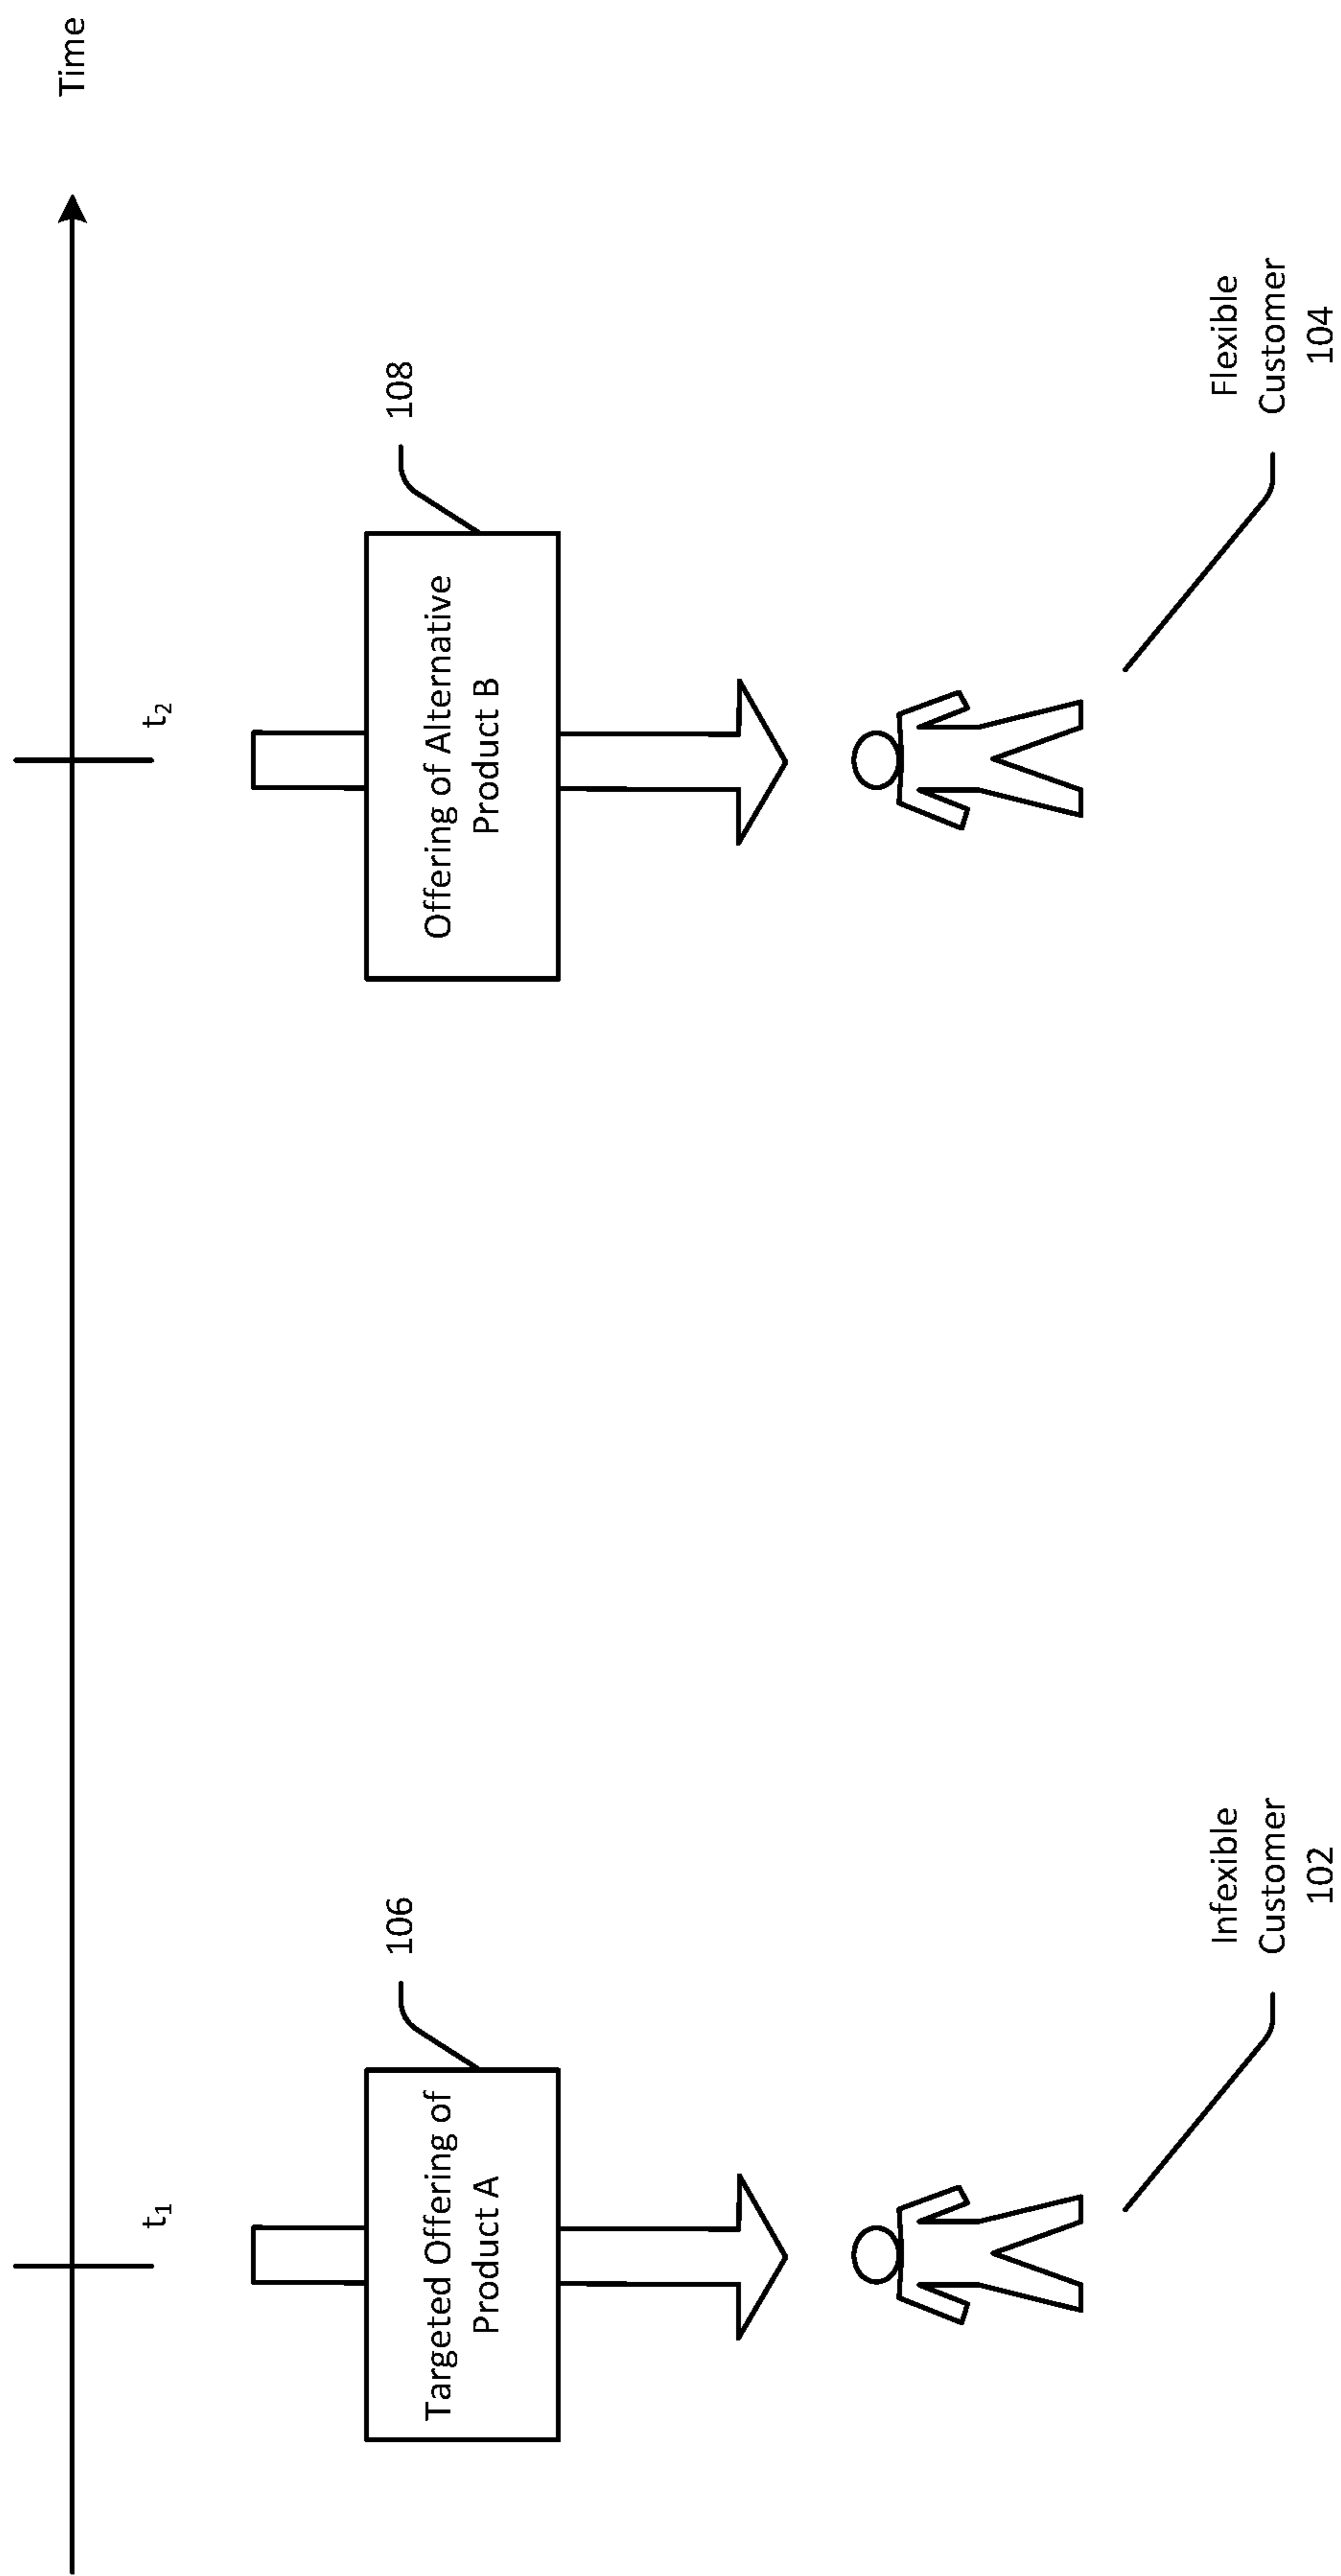 Time
t₁
t₂
106
Targeted Offering of
Product A
108
Offering of Alternative
Product B
Infexible
Customer
102
Flexible
Customer
104